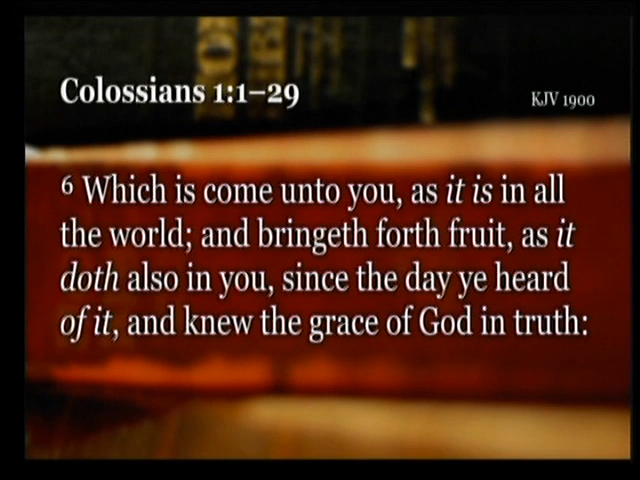 Colossians 1:1–29
KJV 1900
6 Which is come unto you, as it is in all
the world; and bringeth forth fruit, as it
doth also in you, since the day ye heard
of it, and knew the grace of God in truth: